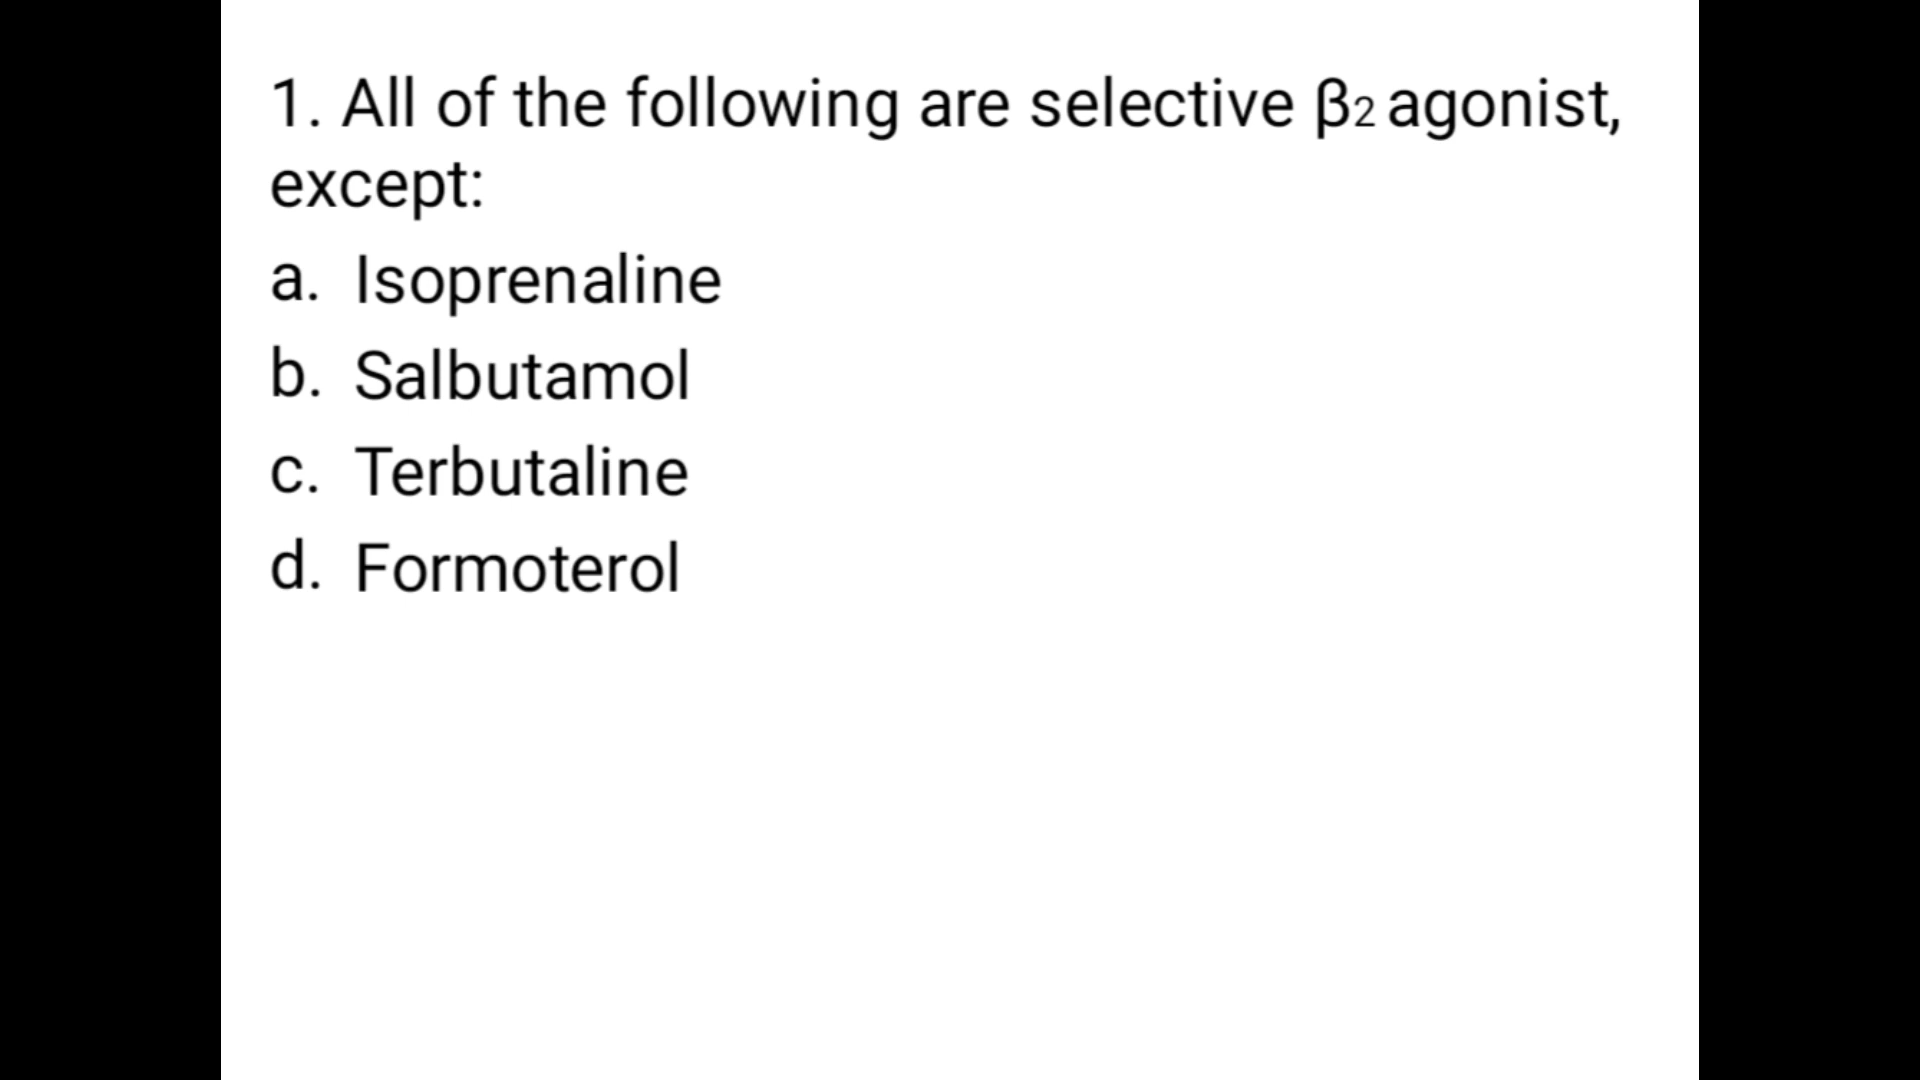 1. All of the following are selective β₂ agonist,
except:
a. Isoprenaline
b. Salbutamol
c. Terbutaline
d. Formoterol